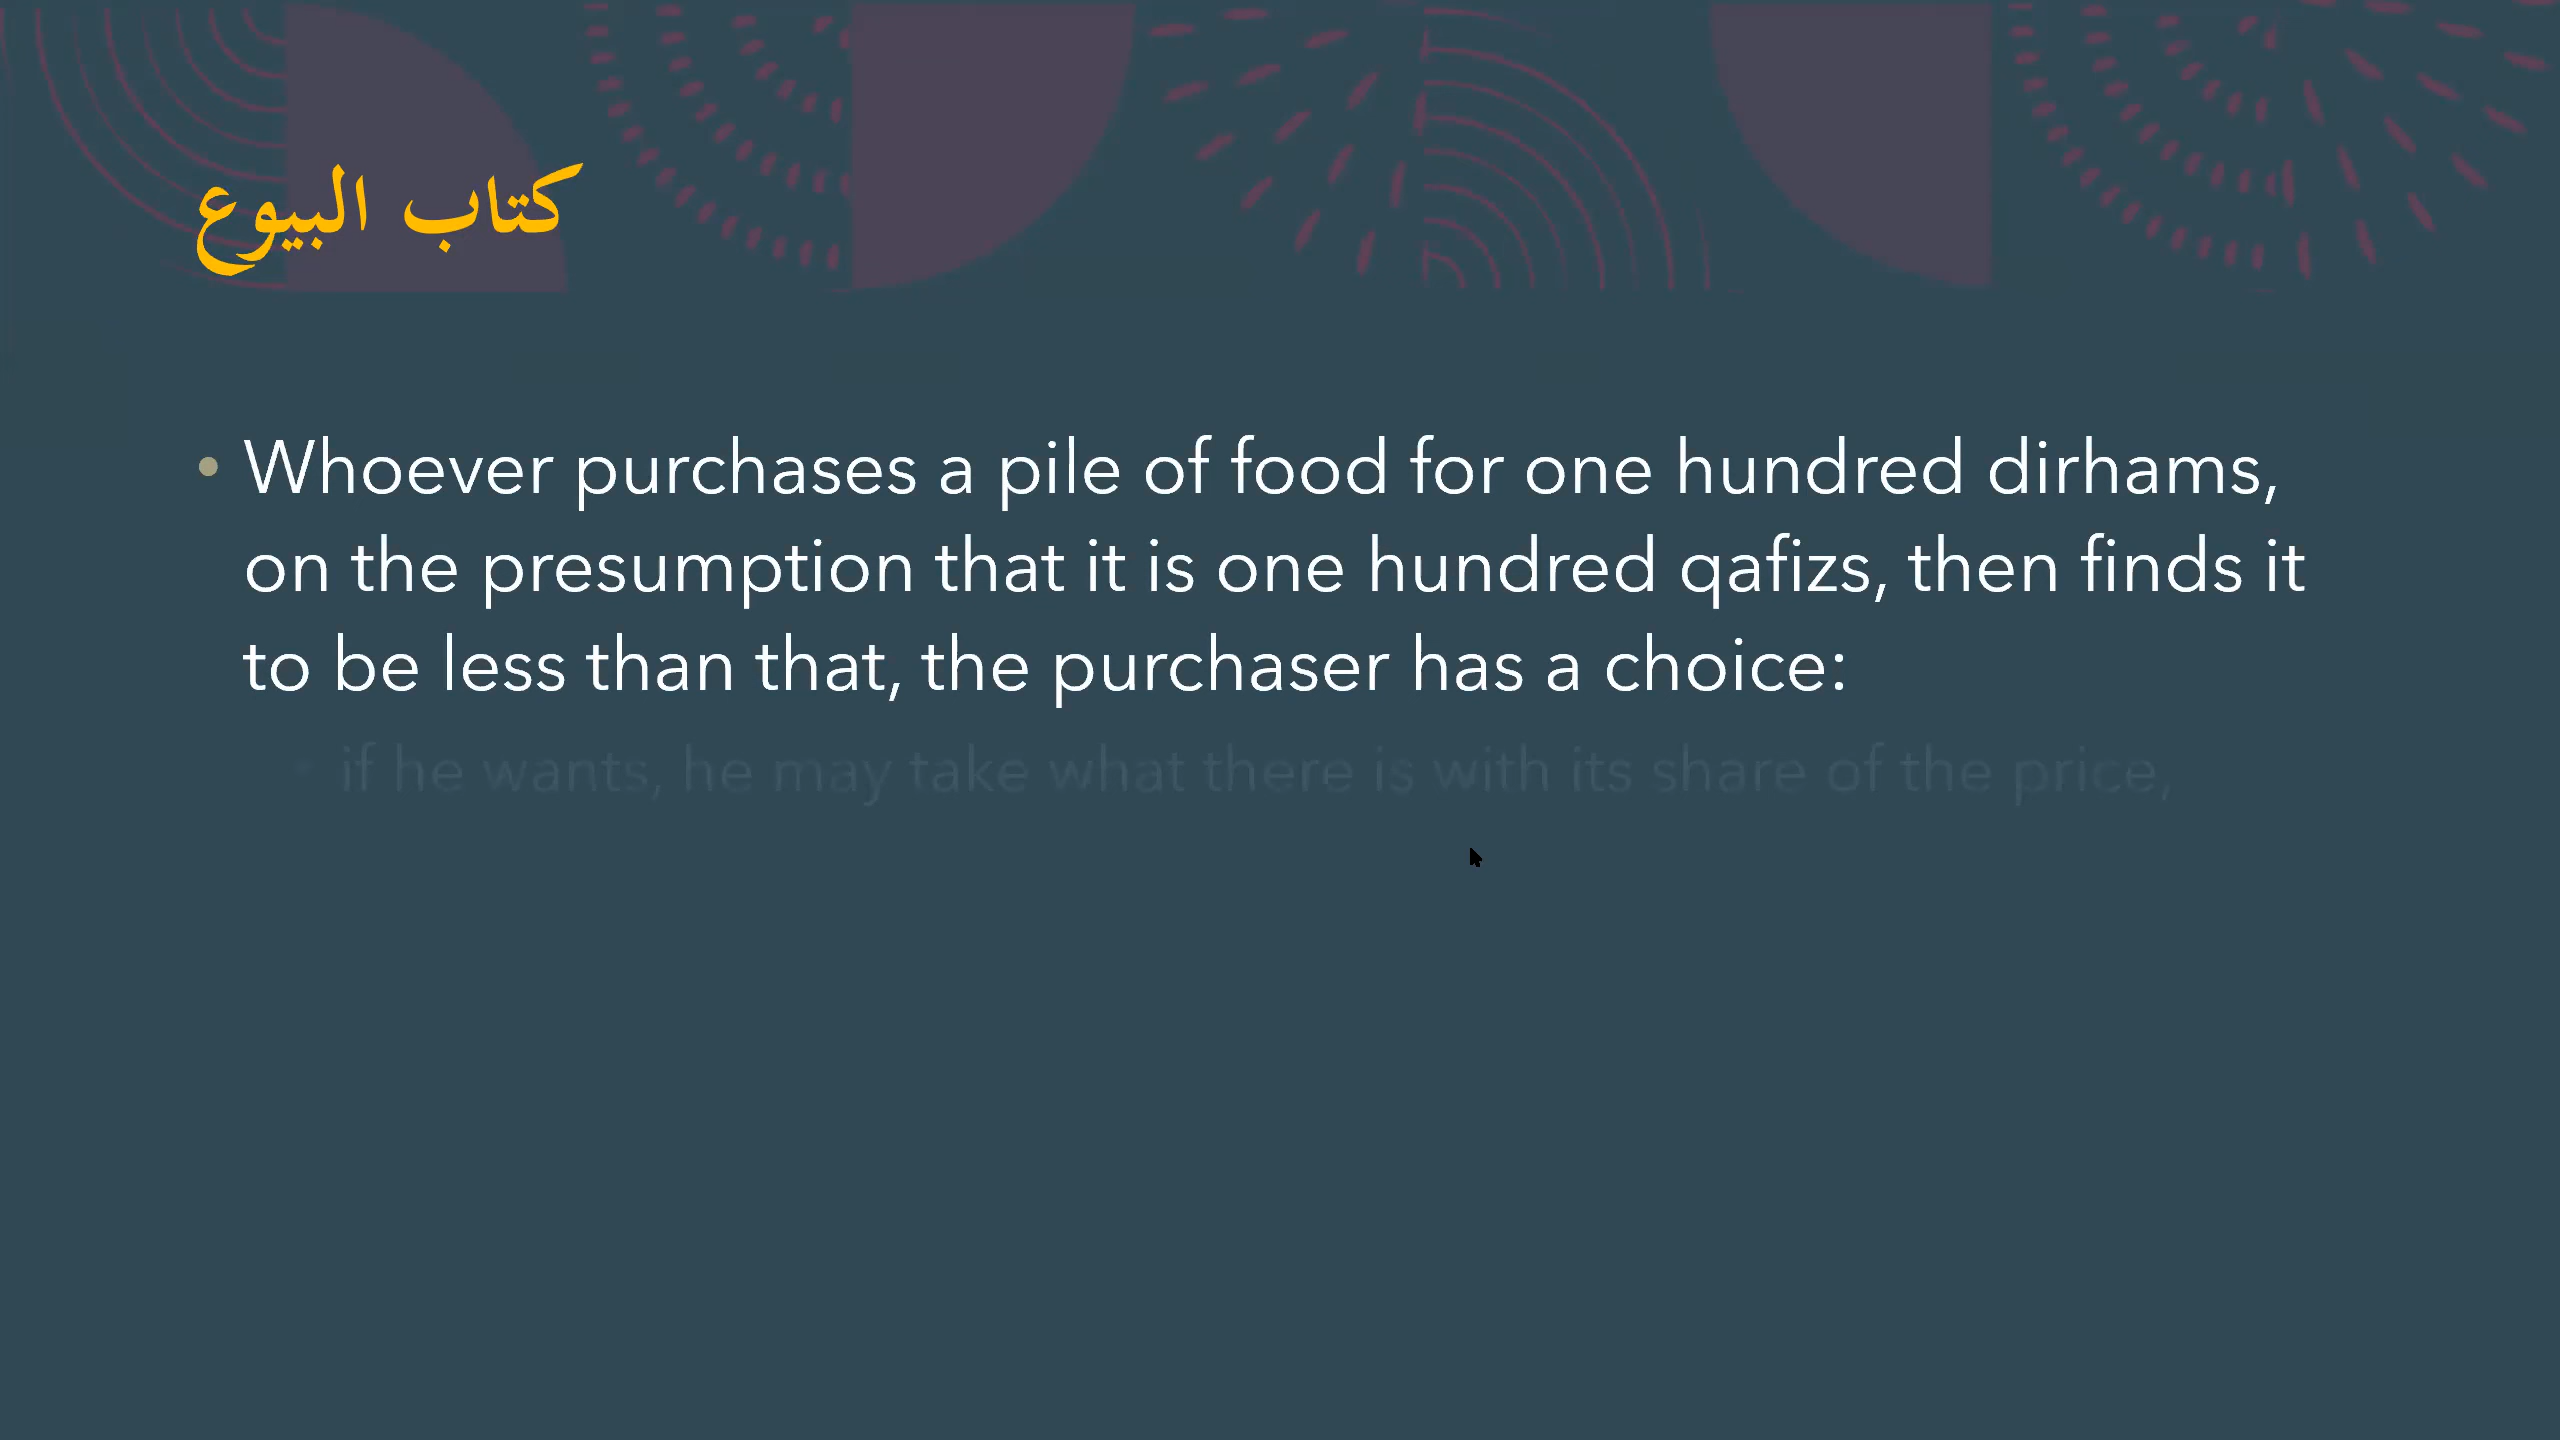 كتاب البيوع
• Whoever purchases a pile of food for one hundred dirhams,
on the presumption that it is one hundred qafizs, then finds it
to be less than that, the purchaser has a choice:
• if he wants, he may take what there is with its share of the price,